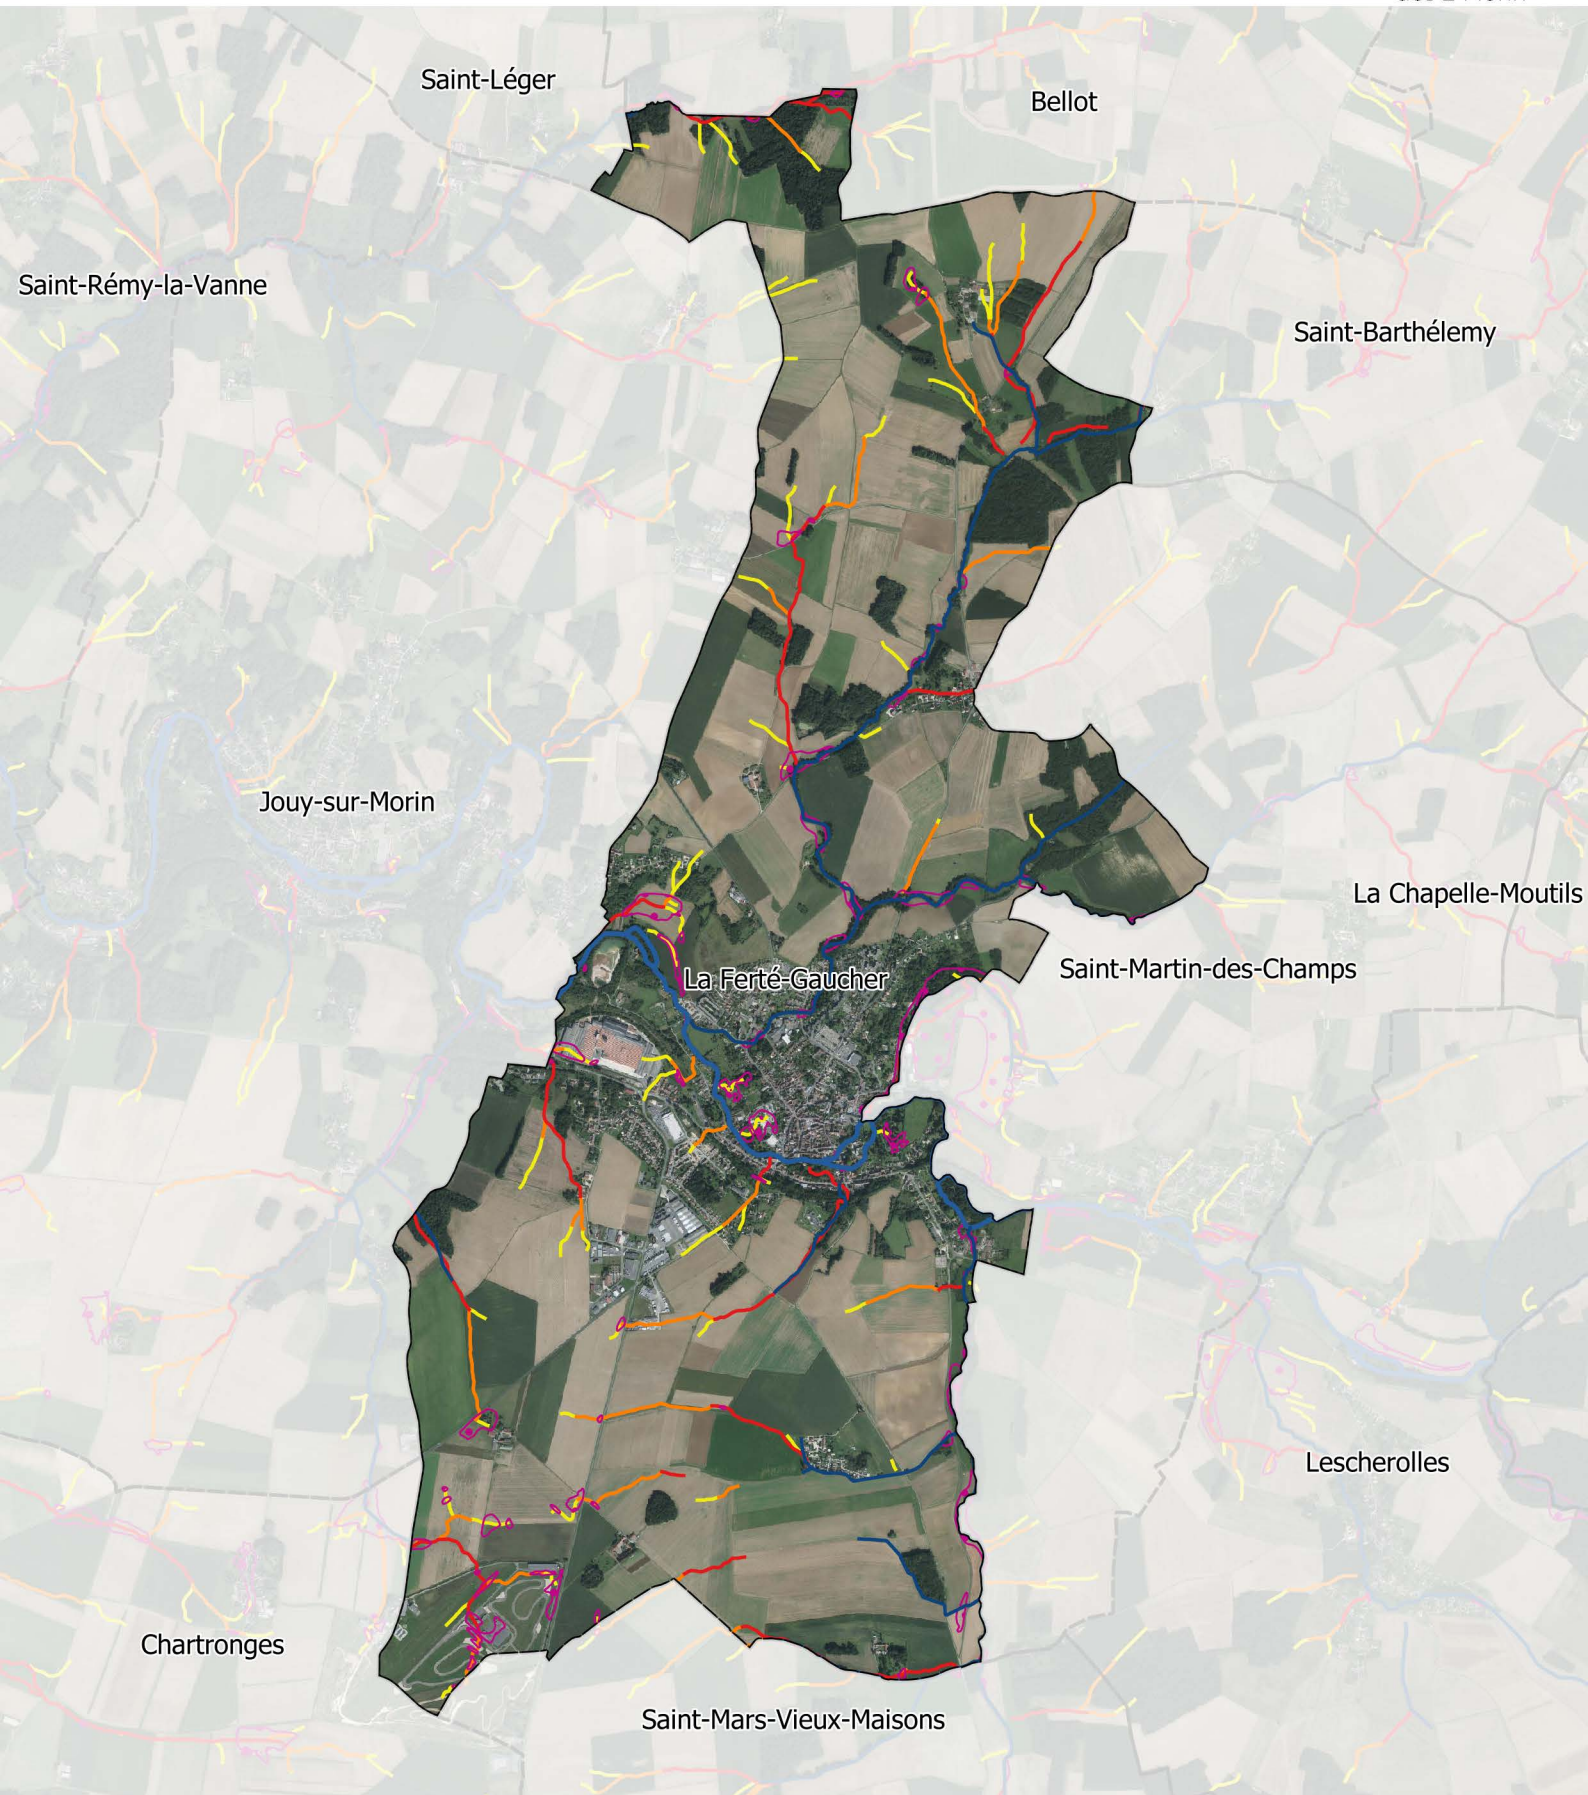 Saint-Léger
Bellot
Saint-Rémy-la-Vanne
Saint-Barthélemy
Jouy-sur-Morin
La Chapelle-Moutils
Saint-Martin-des-Champs
La Ferté-Gaucher
Lescherolles
Chartronges
Saint-Mars-Vieux-Maisons